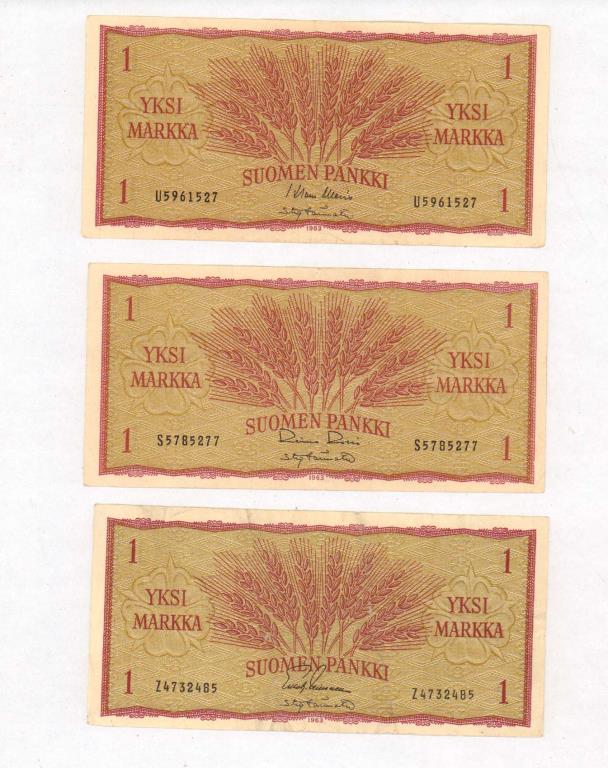 1 1
YKSI MARKKA YKSI MARKKA
SUOMEN PANKKI
1 U5961527 U5961527 1
1963
1 1
YKSI MARKKA YKSI MARKKA
SUOMEN PANKKI
1 S5785277 S5785277 1
1963
1 1
YKSI MARKKA YKSI MARKKA
SUOMEN PANKKI
1 Z4732485 Z4732485 1
1963